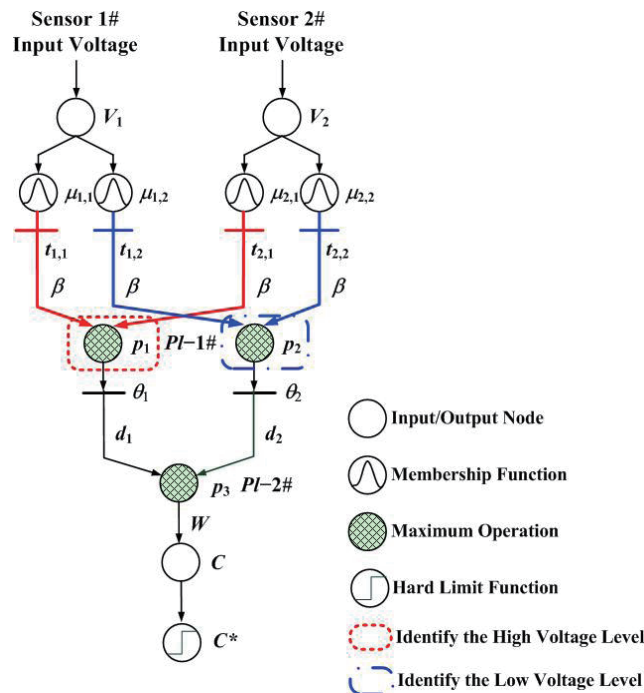 Sensor 1# Sensor 2#
Input Voltage Input Voltage
V₁ V₂
μ₁,₁ μ₁,₂ μ₂,₁ μ₂,₂
t₁,₁ t₁,₂ t₂,₁ t₂,₂
β β β β
p₁ Pl−1# p₂
θ₁ θ₂
d₁ d₂
p₃ Pl−2#
W
C
C*
Input/Output Node
Membership Function
Maximum Operation
Hard Limit Function
Identify the High Voltage Level
Identify the Low Voltage Level